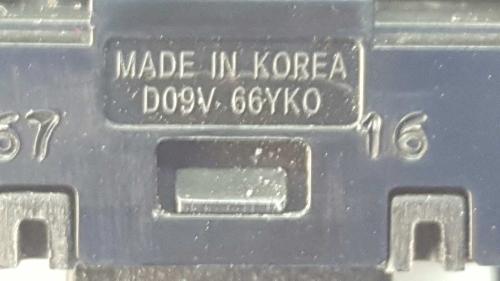 MADE IN KOREA
D09V 66YKO
67 16